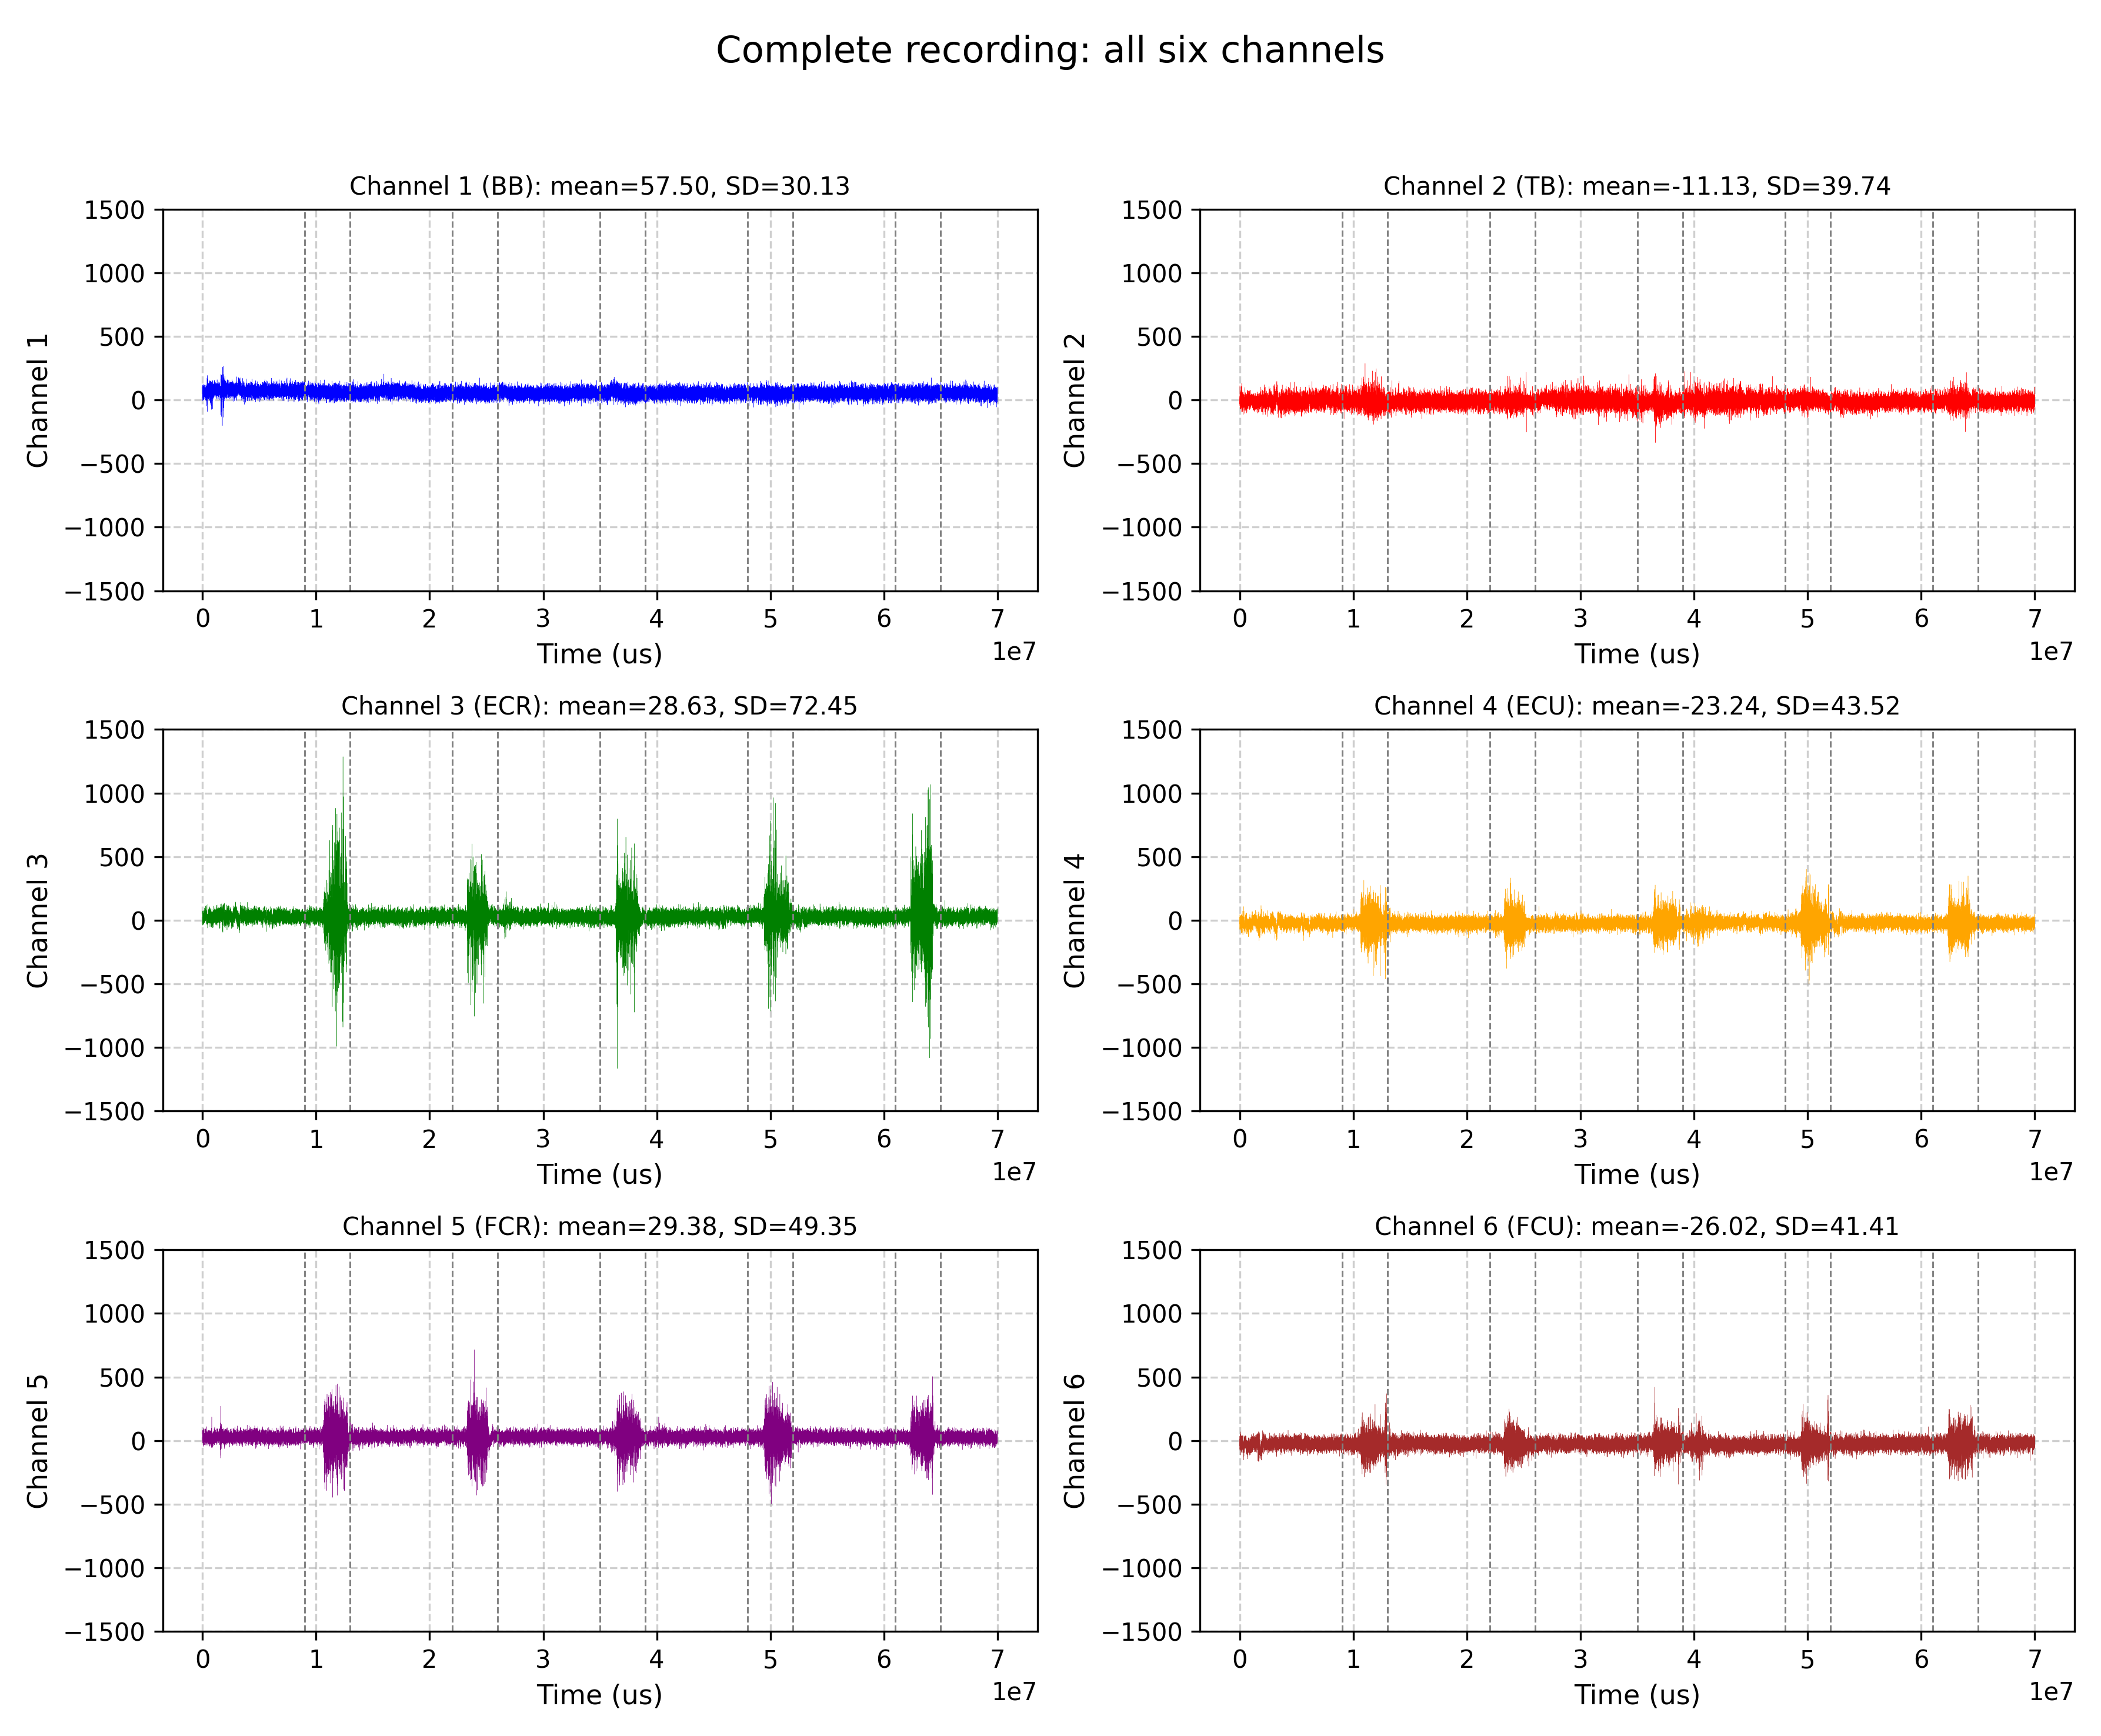 Complete recording: all six channels
Channel 1 (BB): mean=57.50, SD=30.13
1500
1000
500
0
−500
−1000
−1500
Channel 1
0 1 2 3 4 5 6 7
1e7
Time (us)
Channel 2 (TB): mean=-11.13, SD=39.74
1500
1000
500
0
−500
−1000
−1500
Channel 2
0 1 2 3 4 5 6 7
1e7
Time (us)
Channel 3 (ECR): mean=28.63, SD=72.45
1500
1000
500
0
−500
−1000
−1500
Channel 3
0 1 2 3 4 5 6 7
1e7
Time (us)
Channel 4 (ECU): mean=-23.24, SD=43.52
1500
1000
500
0
−500
−1000
−1500
Channel 4
0 1 2 3 4 5 6 7
1e7
Time (us)
Channel 5 (FCR): mean=29.38, SD=49.35
1500
1000
500
0
−500
−1000
−1500
Channel 5
0 1 2 3 4 5 6 7
1e7
Time (us)
Channel 6 (FCU): mean=-26.02, SD=41.41
1500
1000
500
0
−500
−1000
−1500
Channel 6
0 1 2 3 4 5 6 7
1e7
Time (us)